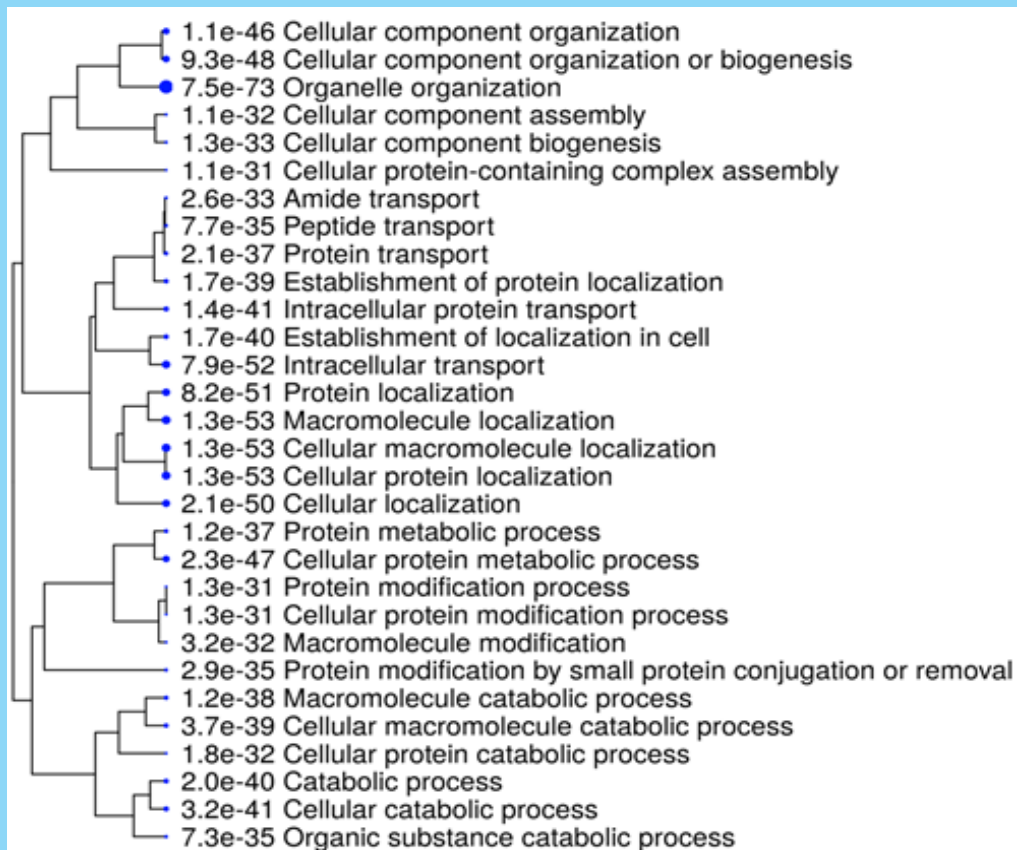 1.1e-46 Cellular component organization
9.3e-48 Cellular component organization or biogenesis
7.5e-73 Organelle organization
1.1e-32 Cellular component assembly
1.3e-33 Cellular component biogenesis
1.1e-31 Cellular protein-containing complex assembly
2.6e-33 Amide transport
7.7e-35 Peptide transport
2.1e-37 Protein transport
1.7e-39 Establishment of protein localization
1.4e-41 Intracellular protein transport
1.7e-40 Establishment of localization in cell
7.9e-52 Intracellular transport
8.2e-51 Protein localization
1.3e-53 Macromolecule localization
1.3e-53 Cellular macromolecule localization
1.3e-53 Cellular protein localization
2.1e-50 Cellular localization
1.2e-37 Protein metabolic process
2.3e-47 Cellular protein metabolic process
1.3e-31 Protein modification process
1.3e-31 Cellular protein modification process
3.2e-32 Macromolecule modification
2.9e-35 Protein modification by small protein conjugation or removal
1.2e-38 Macromolecule catabolic process
3.7e-39 Cellular macromolecule catabolic process
1.8e-32 Cellular protein catabolic process
2.0e-40 Catabolic process
3.2e-41 Cellular catabolic process
7.3e-35 Organic substance catabolic process